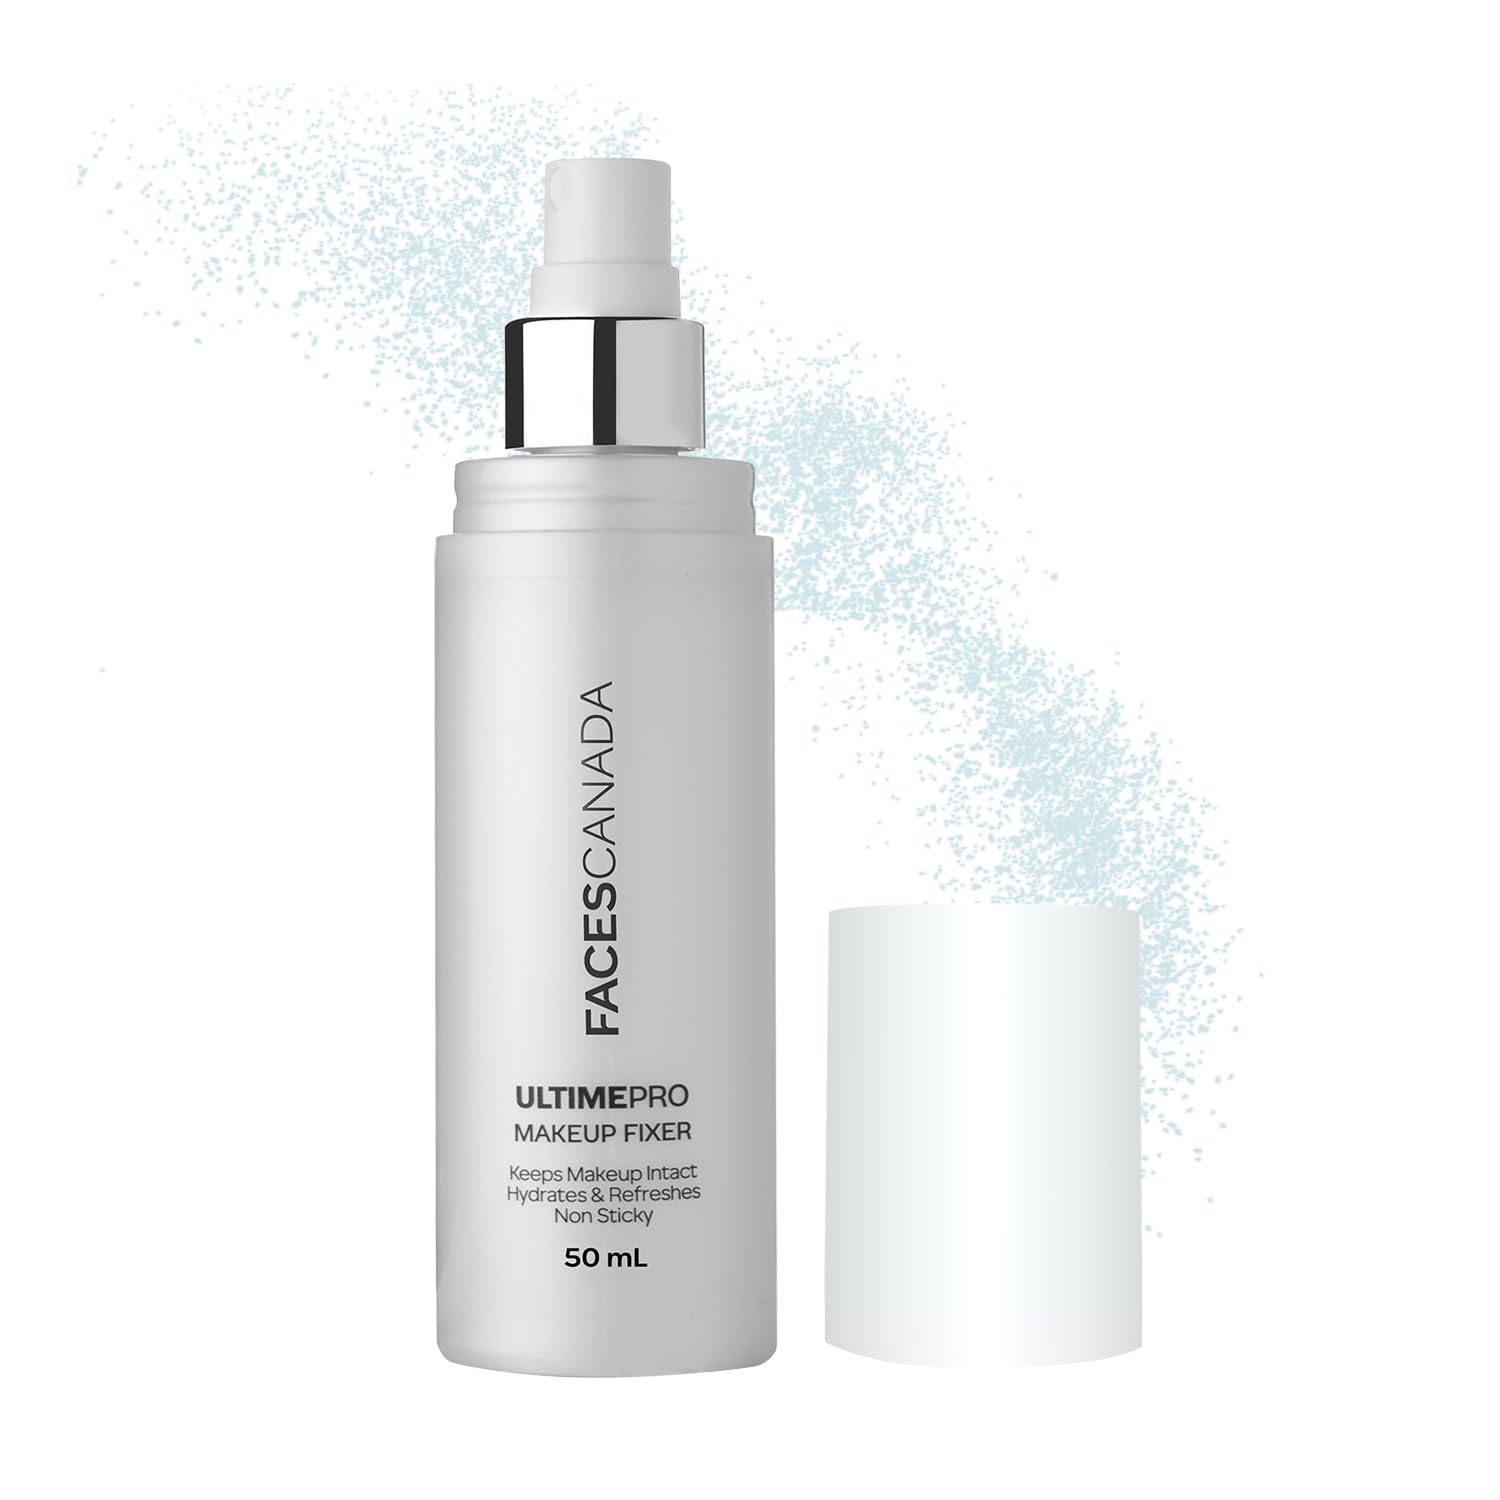 FACESCANADA
ULTIMEPRO
MAKEUP FIXER
Keeps Makeup Intact
Hydrates & Refreshes
Non Sticky
50 mL